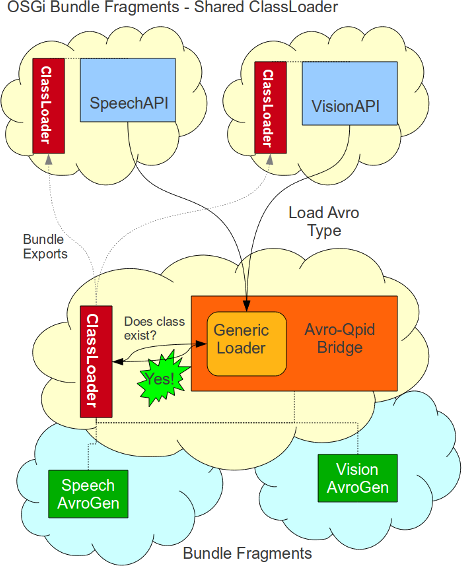 OSGi Bundle Fragments - Shared ClassLoader
ClassLoader
SpeechAPI
ClassLoader
VisionAPI
Load Avro
Type
Bundle
Exports
ClassLoader
Does class
exist?
Yes!
Generic
Loader
Avro-Qpid
Bridge
Speech
AvroGen
Vision
AvroGen
Bundle Fragments